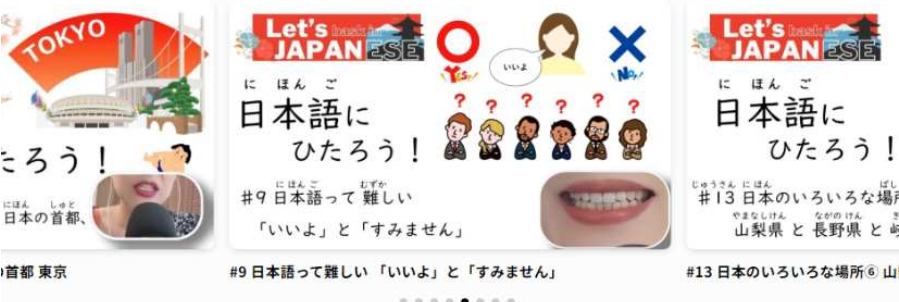 TOKYO
たろう!
にほん しゅと
日本の首都、
首都 東京
Let's bask in
JAPANESE
いいよ
Yes!
No!
? ? ? ? ? ?
に ほん ご
日本語に
ひたろう!
にほんご むずか
#9 日本語って 難しい
「いいよ」と「すみません」
#9 日本語って難しい 「いいよ」と「すみません」
Let's bask in
JAPANESE
に ほん ご
日本語に
ひたろう!
じゅうさん にほん ばし
#13 日本のいろいろな場所
やまなしけん ながの けん
山梨県 と 長野県 と
#13 日本のいろいろな場所⑥ 山